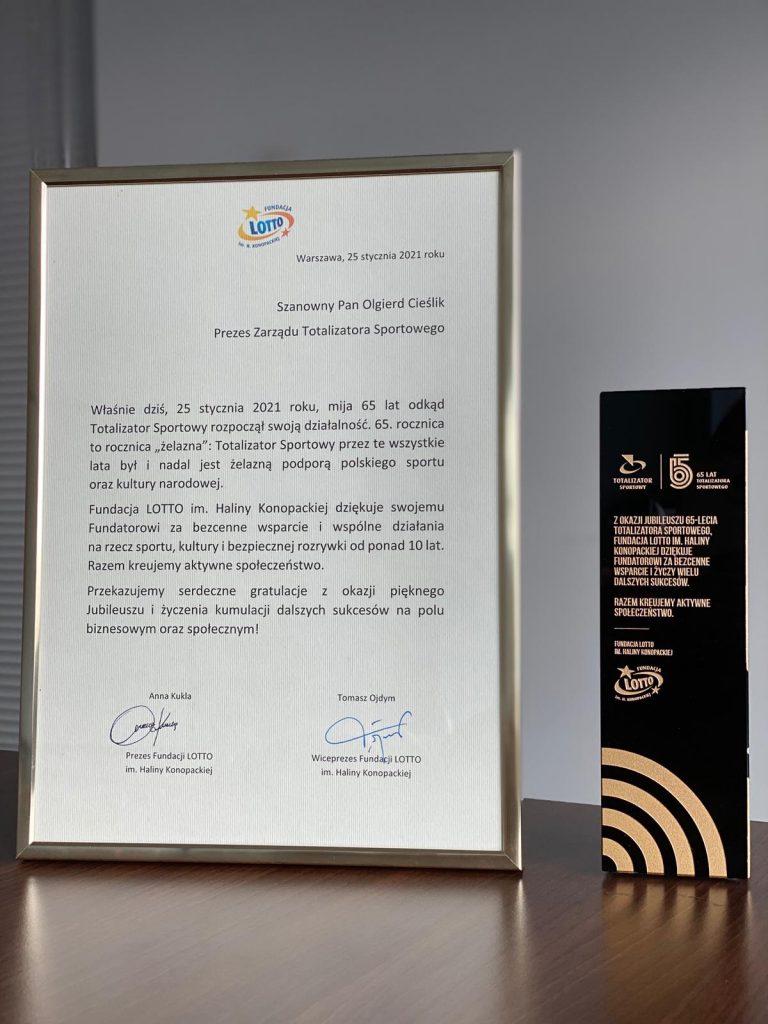 FUNDACJA
LOTTO
im. H. KONOPACKIEJ
Warszawa, 25 stycznia 2021 roku
Szanowny Pan Olgierd Cieślik
Prezes Zarządu Totalizatora Sportowego
Właśnie dziś, 25 stycznia 2021 roku, mija 65 lat odkąd
Totalizator Sportowy rozpoczął swoją działalność. 65. rocznica
to rocznica „żelazna”: Totalizator Sportowy przez te wszystkie
lata był i nadal jest żelazną podporą polskiego sportu
oraz kultury narodowej.
Fundacja LOTTO im. Haliny Konopackiej dziękuje swojemu
Fundatorowi za bezcenne wsparcie i wspólne działania
na rzecz sportu, kultury i bezpiecznej rozrywki od ponad 10 lat.
Razem kreujemy aktywne społeczeństwo.
Przekazujemy serdeczne gratulacje z okazji pięknego
Jubileuszu i życzenia kumulacji dalszych sukcesów na polu
biznesowym oraz społecznym!
Anna Kukla
Prezes Fundacji LOTTO
im. Haliny Konopackiej
Tomasz Ojdym
Wiceprezes Fundacji LOTTO
im. Haliny Konopackiej
TOTALIZATOR
SPORTOWY
65
65 LAT
TOTALIZATORA
SPORTOWEGO
Z OKAZJI JUBILEUSZU 65-LECIA
TOTALIZATORA SPORTOWEGO,
FUNDACJA LOTTO IM. HALINY
KONOPACKIEJ DZIĘKUJE
FUNDATOROWI ZA BEZCENNE
WSPARCIE I ŻYCZY WIELU
DALSZYCH SUKCESÓW.
RAZEM KREUJEMY AKTYWNE
SPOŁECZEŃSTWO.
FUNDACJA LOTTO
IM. HALINY KONOPACKIEJ
FUNDACJA
LOTTO
im. H. KONOPACKIEJ